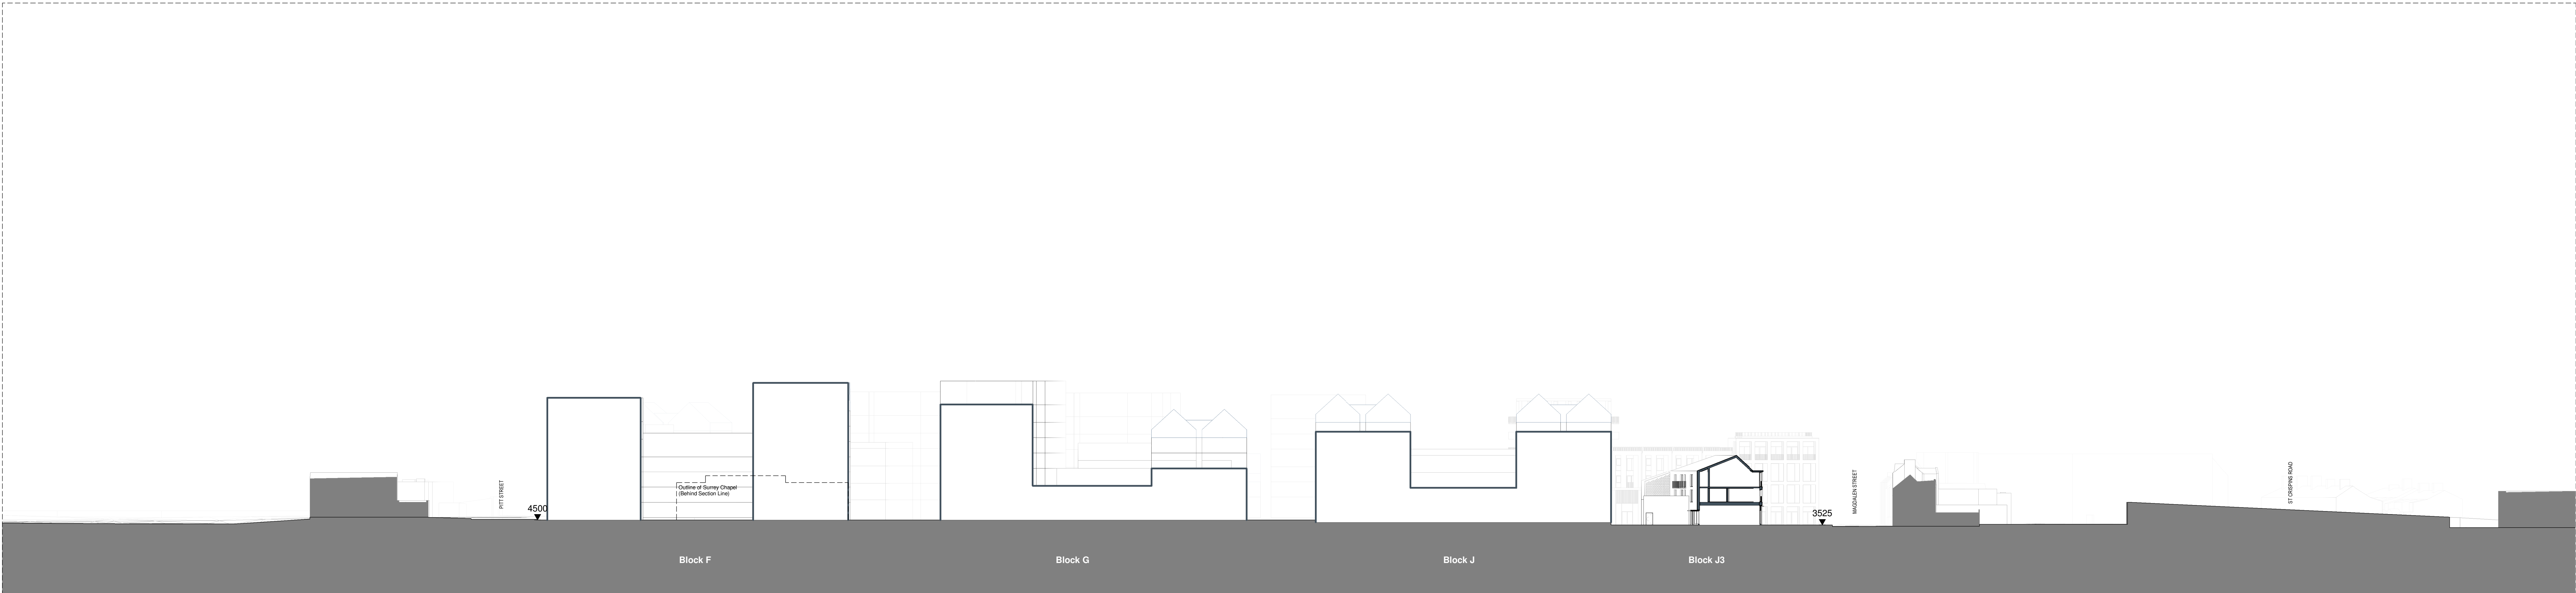 PITT STREET
4500
Outline of Surrey Chapel
(Behind Section Line)
3525
MAGDALEN STREET
ST CRISPINS ROAD
Block F
Block G
Block J
Block J3